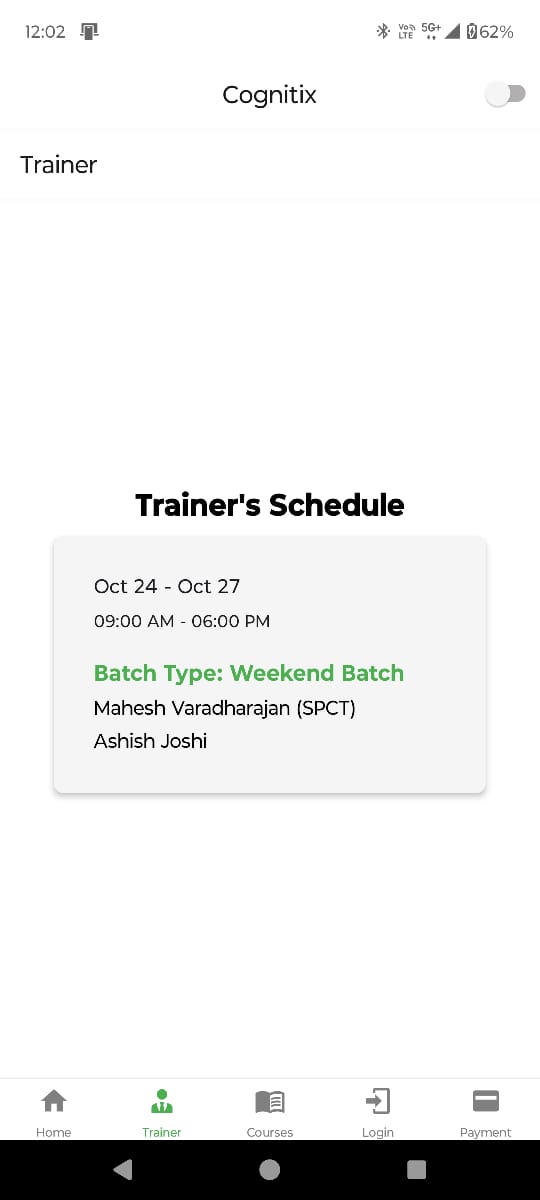 12:02
Vo))
LTE
5G+
62%
Cognitix
Trainer
Trainer's Schedule
Oct 24 - Oct 27
09:00 AM - 06:00 PM
Batch Type: Weekend Batch
Mahesh Varadharajan (SPCT)
Ashish Joshi
Home
Trainer
Courses
Login
Payment